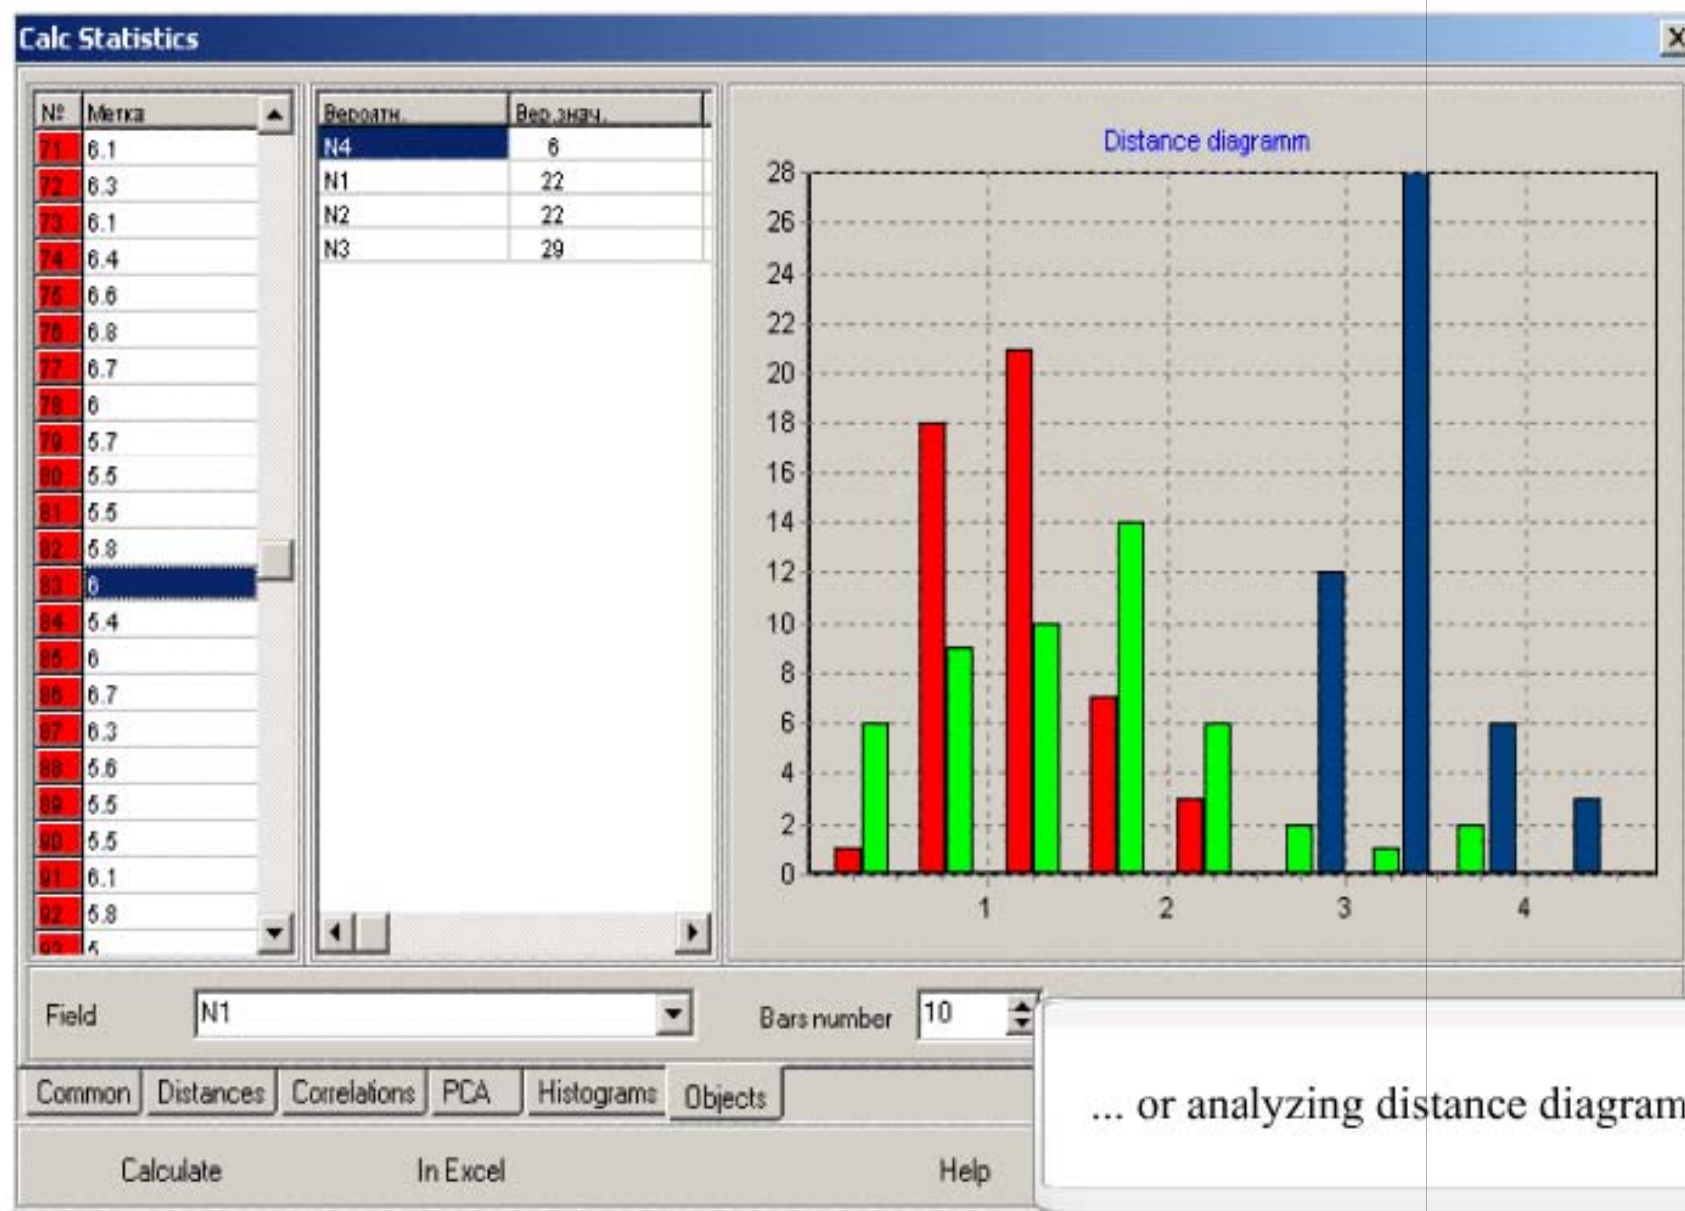 Calc Statistics
X
№ Метка
71 6.1
72 6.3
73 6.1
74 6.4
75 6.6
76 6.8
77 6.7
78 6
79 5.7
80 5.5
81 5.5
82 5.8
83 6
84 5.4
85 6
86 6.7
87 6.3
88 5.6
89 5.5
90 5.5
91 6.1
92 5.8
Вероятн. Вер.знач.
N4 6
N1 22
N2 22
N3 29
Distance diagramm
28
26
24
22
20
18
16
14
12
10
8
6
4
2
0
1 2 3 4
Field N1 Bars number 10
Common Distances Correlations PCA Histograms Objects
... or analyzing distance diagram
Calculate In Excel Help